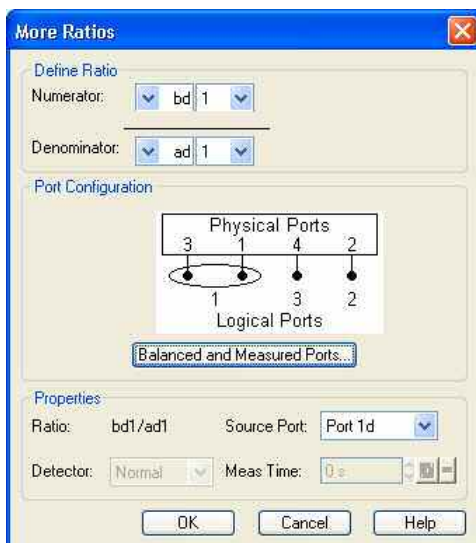 More Ratios
Define Ratio
Numerator: bd 1
Denominator: ad 1
Port Configuration
Physical Ports
3 1 4 2
1 3 2
Logical Ports
Balanced and Measured Ports...
Properties
Ratio: bd1/ad1 Source Port: Port 1d
Detector: Normal Meas Time: 0 s
OK Cancel Help